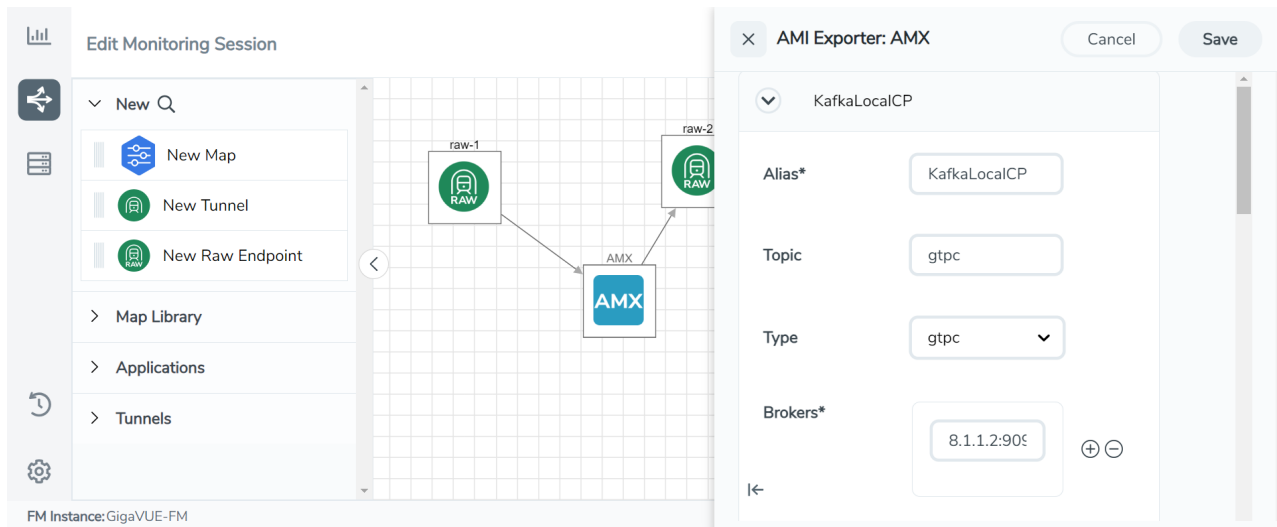 Edit Monitoring Session
New
New Map
New Tunnel
RAW
New Raw Endpoint
Map Library
Applications
Tunnels
FM Instance: GigaVUE-FM
raw-1
RAW
raw-2
RAW
AMX
AMX
AMI Exporter: AMX
Cancel
Save
KafkaLocalCP
Alias* KafkaLocalCP
Topic gtpc
Type gtpc
Brokers*
8.1.1.2:909